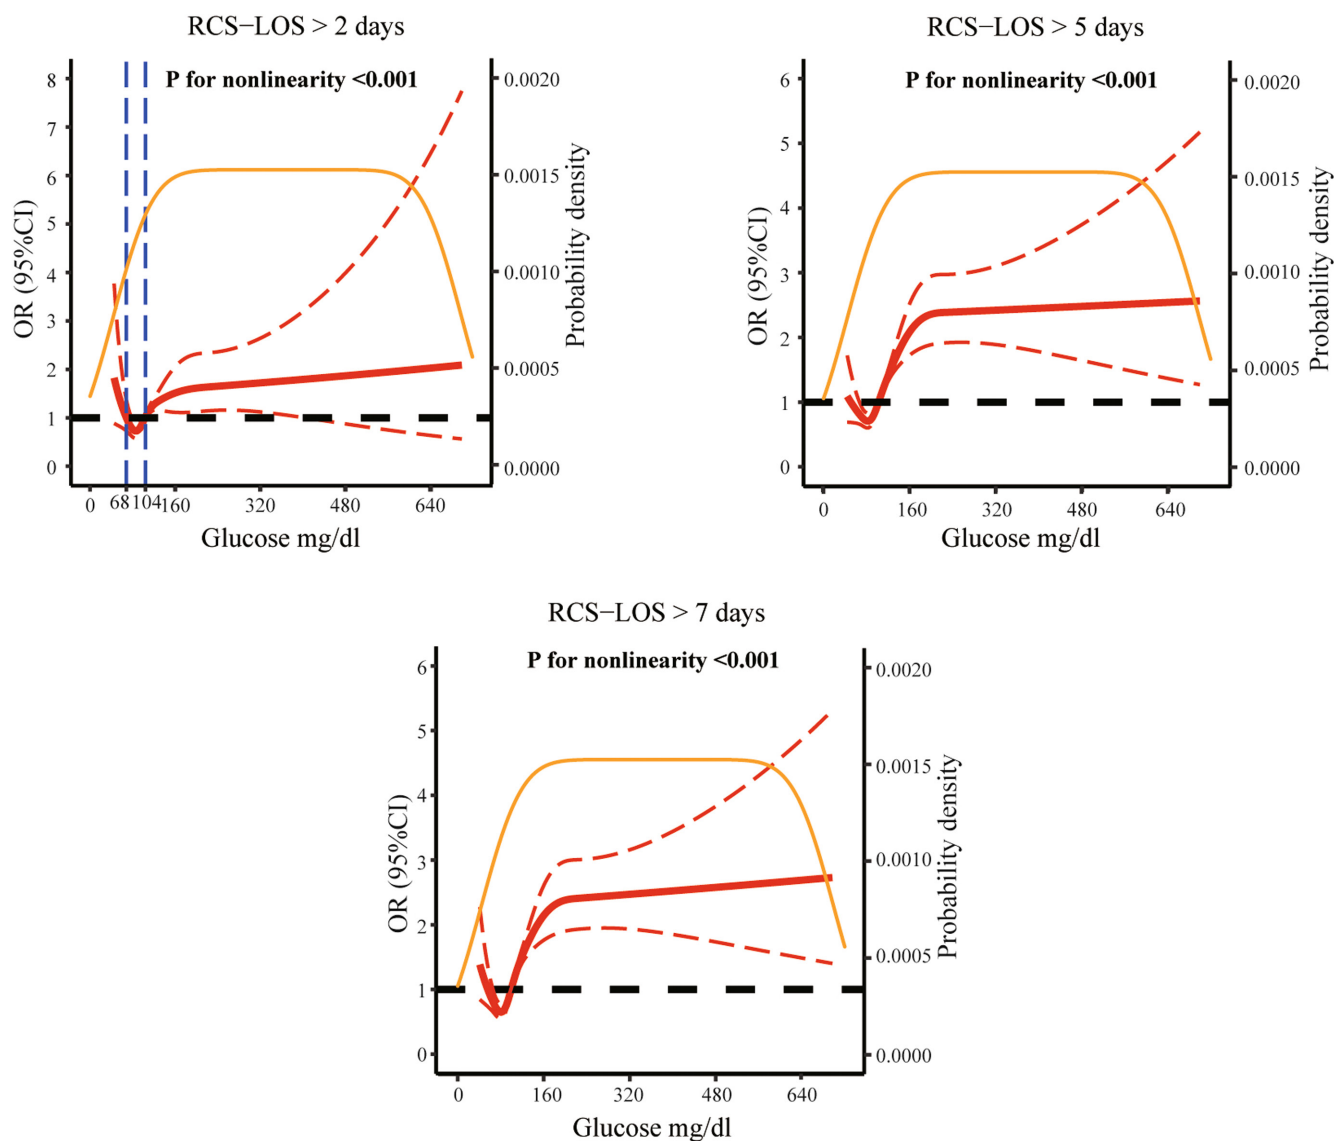 RCS−LOS > 2 days
P for nonlinearity <0.001
OR (95%CI)
8
7
6
5
4
3
2
1
0
0.0020
0.0015
0.0010
0.0005
0.0000
Probability density
0 68 104 160 320 480 640
Glucose mg/dl
RCS−LOS > 5 days
P for nonlinearity <0.001
OR (95%CI)
6
5
4
3
2
1
0
0.0020
0.0015
0.0010
0.0005
0.0000
Probability density
0 160 320 480 640
Glucose mg/dl
RCS−LOS > 7 days
P for nonlinearity <0.001
OR (95%CI)
6
5
4
3
2
1
0
0.0020
0.0015
0.0010
0.0005
0.0000
Probability density
0 160 320 480 640
Glucose mg/dl